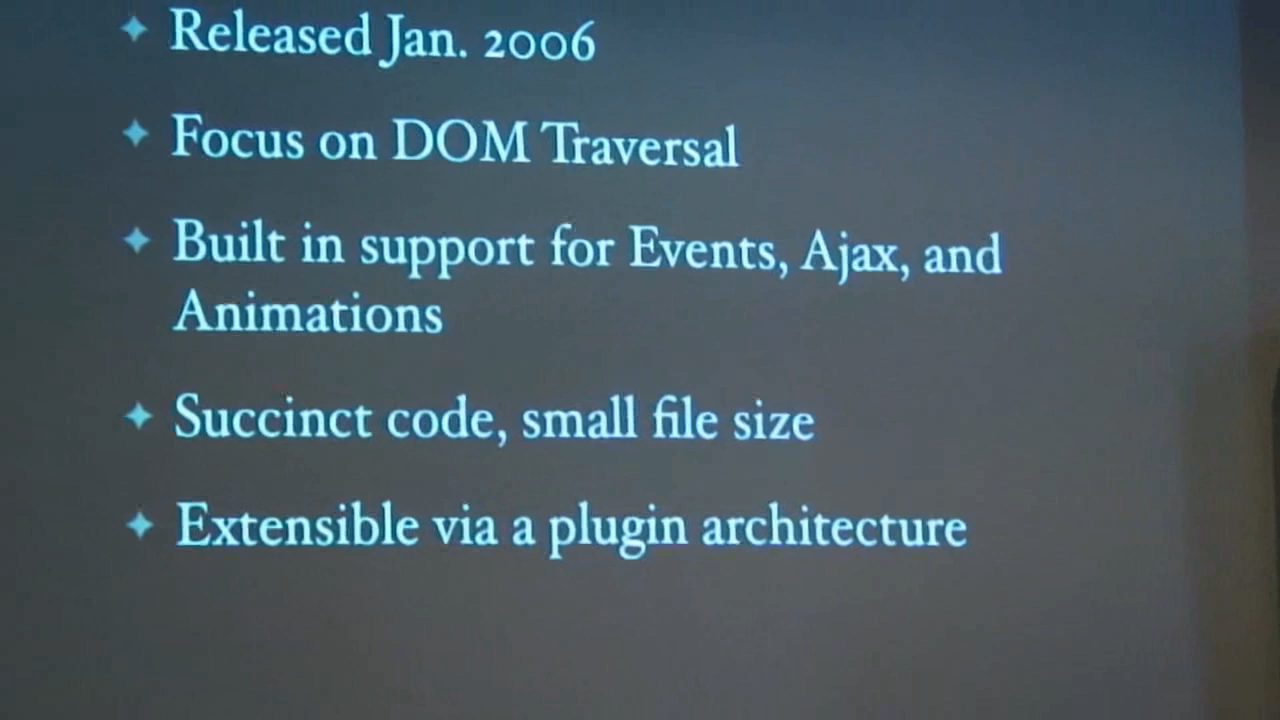 ✦ Released Jan. 2006
✦ Focus on DOM Traversal
✦ Built in support for Events, Ajax, and
Animations
✦ Succinct code, small file size
✦ Extensible via a plugin architecture